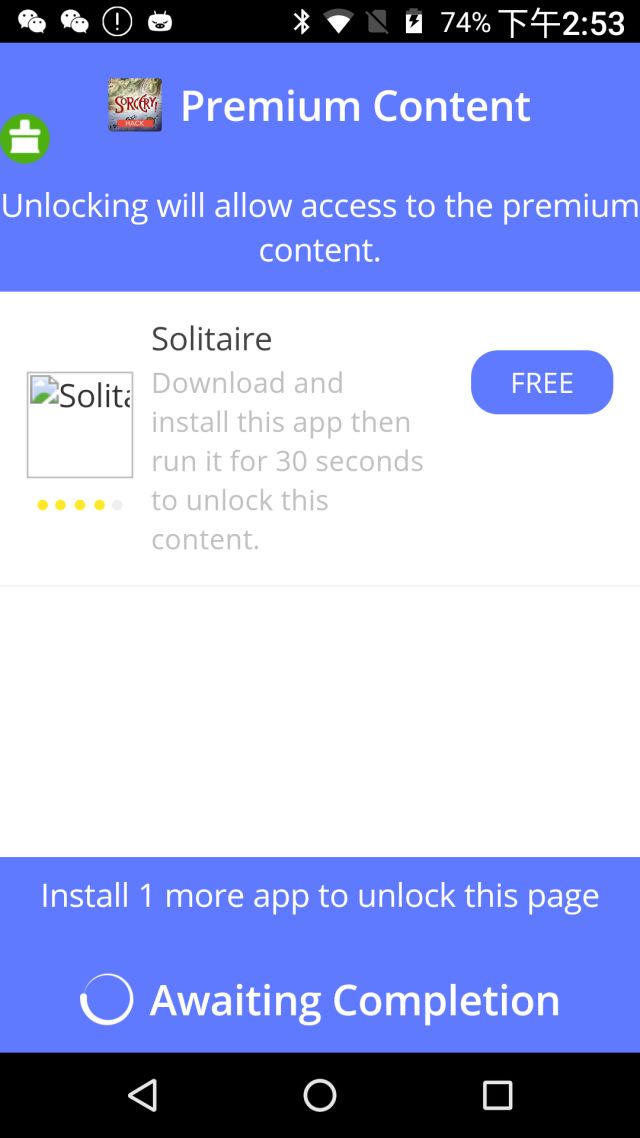 74% 下午2:53
SORCERY!
HACK
Premium Content
Unlocking will allow access to the premium
content.
Solitaire
Solita
Download and
install this app then
run it for 30 seconds
to unlock this
content.
FREE
Install 1 more app to unlock this page
Awaiting Completion